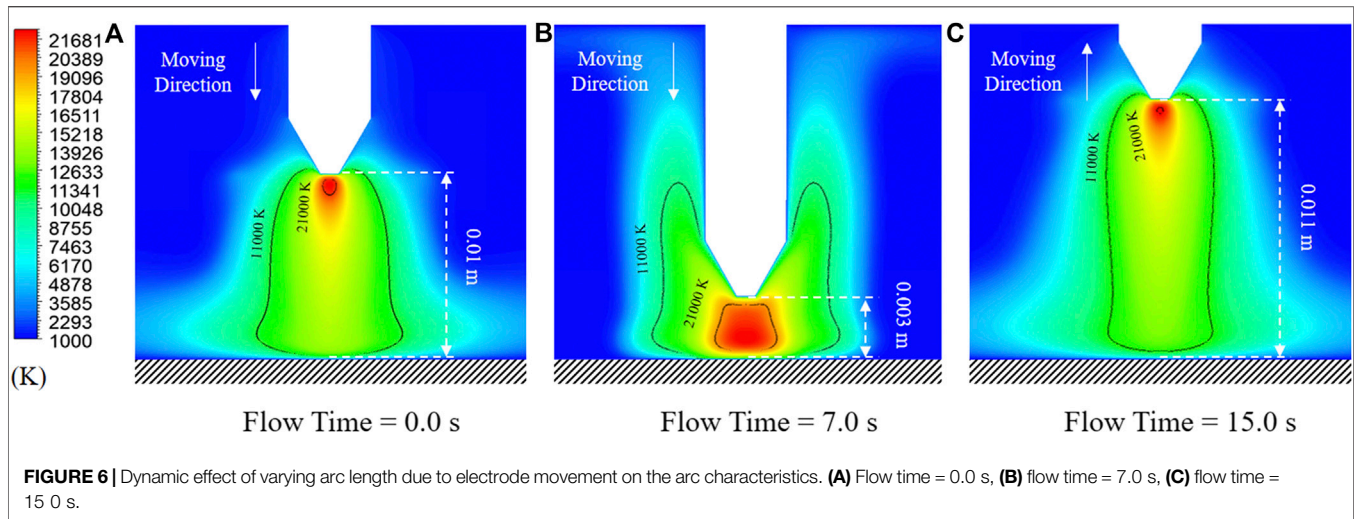 21681
20389
19096
17804
16511
15218
13926
12633
11341
10048
8755
7463
6170
4878
3585
2293
1000
(K)
A
Moving
Direction
11000 K
21000 K
0.01 m
Flow Time = 0.0 s
B
Moving
Direction
11000 K
21000 K
0.003 m
Flow Time = 7.0 s
C
Moving
Direction
11000 K
21000 K
0.011 m
Flow Time = 15.0 s
FIGURE 6 | Dynamic effect of varying arc length due to electrode movement on the arc characteristics. (A) Flow time = 0.0 s, (B) flow time = 7.0 s, (C) flow time =
15 0 s.